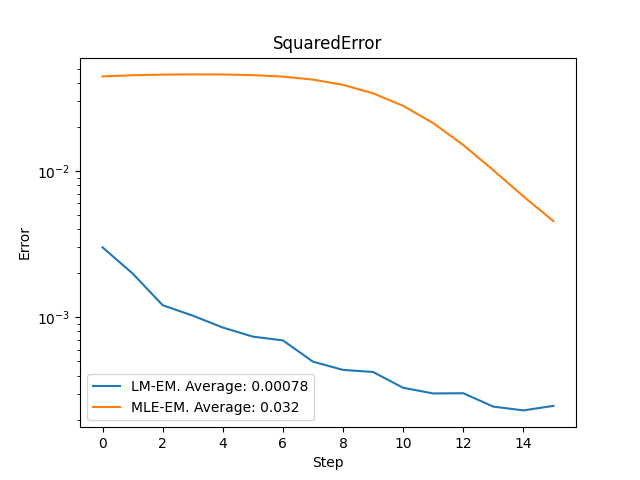 SquaredError
10⁻²
10⁻³
Error
LM-EM. Average: 0.00078
MLE-EM. Average: 0.032
0 2 4 6 8 10 12 14
Step